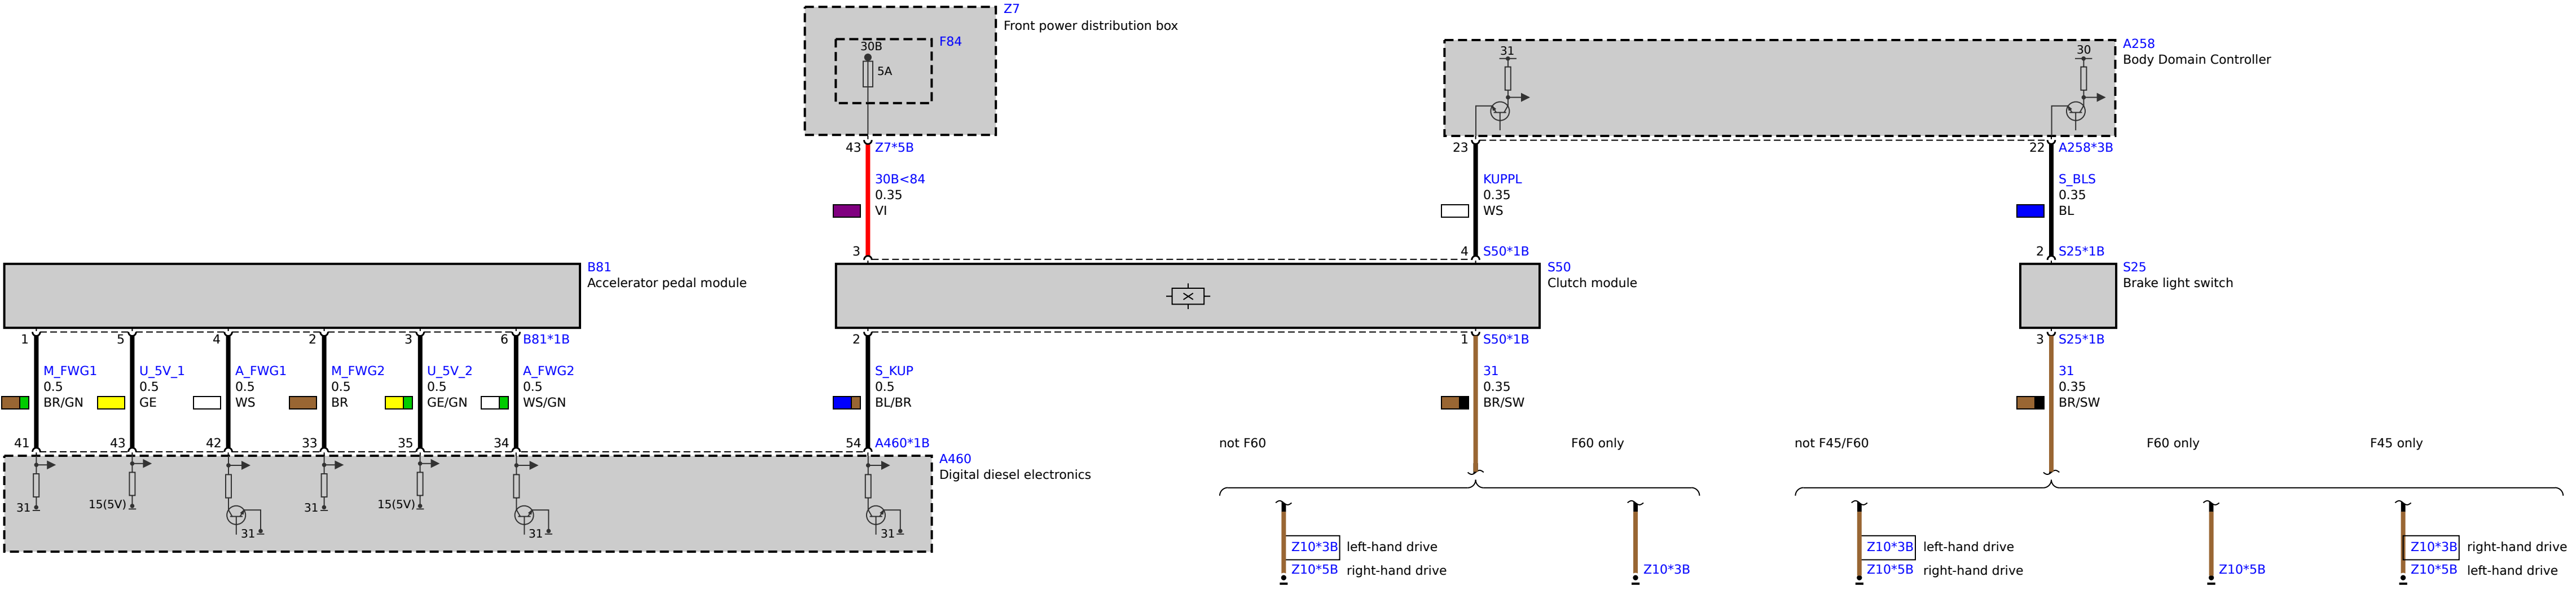 Z7
Front power distribution box
F84
30B
5A
A258
Body Domain Controller
31
30
43 Z7*5B
23
22 A258*3B
30B<84
0.35
VI
KUPPL
0.35
WS
S_BLS
0.35
BL
3
4 S50*1B
2 S25*1B
B81
Accelerator pedal module
S50
Clutch module
X
S25
Brake light switch
1 5 4 2 3 6 B81*1B
2
1 S50*1B
3 S25*1B
M_FWG1
0.5
BR/GN
U_5V_1
0.5
GE
A_FWG1
0.5
WS
M_FWG2
0.5
BR
U_5V_2
0.5
GE/GN
A_FWG2
0.5
WS/GN
S_KUP
0.5
BL/BR
31
0.35
BR/SW
31
0.35
BR/SW
41 43 42 33 35 34 54 A460*1B
A460
Digital diesel electronics
31 15(5V) 31 31 15(5V) 31 31
not F60
F60 only
not F45/F60
F60 only
F45 only
Z10*3B left-hand drive
Z10*5B right-hand drive
Z10*3B
Z10*3B left-hand drive
Z10*5B right-hand drive
Z10*5B
Z10*3B right-hand drive
Z10*5B left-hand drive